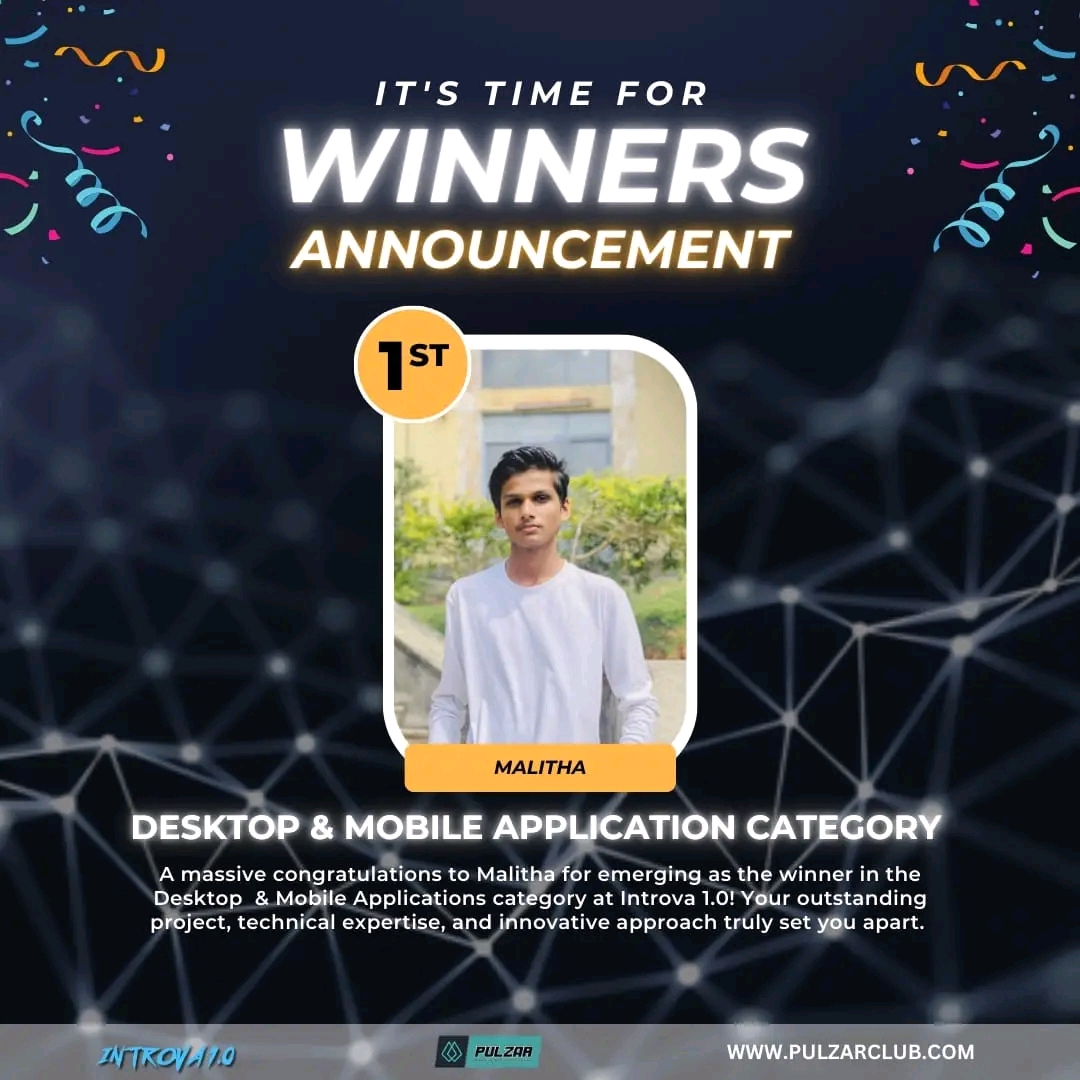 IT'S TIME FOR
WINNERS
ANNOUNCEMENT
1ST
MALITHA
DESKTOP & MOBILE APPLICATION CATEGORY
A massive congratulations to Malitha for emerging as the winner in the
Desktop & Mobile Applications category at Introva 1.0! Your outstanding
project, technical expertise, and innovative approach truly set you apart.
INTROVA 1.0
PULZAR
WWW.PULZARCLUB.COM